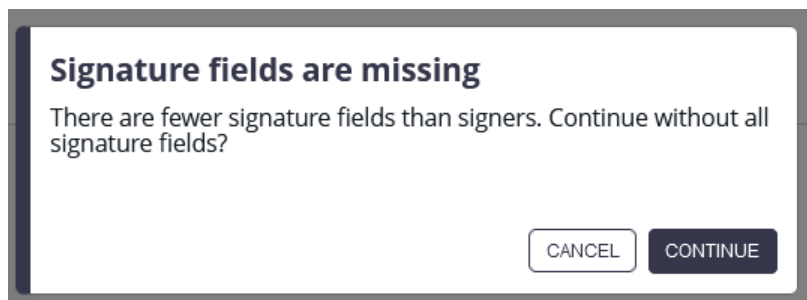 Signature fields are missing
There are fewer signature fields than signers. Continue without all
signature fields?
CANCEL
CONTINUE